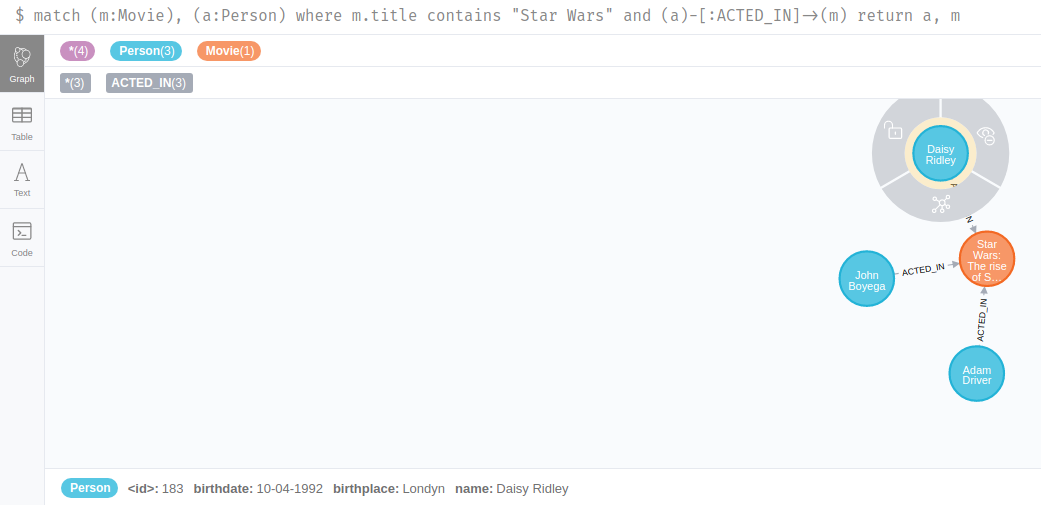 $ match (m:Movie), (a:Person) where m.title contains "Star Wars" and (a)-[:ACTED_IN]->(m) return a, m
*(4) Person(3) Movie(1)
*(3) ACTED_IN(3)
Graph
Table
Text
Code
Daisy
Ridley
N
Star
Wars:
The rise
of S...
John
Boyega
ACTED_IN
ACTED_IN
Adam
Driver
Person <id>: 183 birthdate: 10-04-1992 birthplace: Londyn name: Daisy Ridley